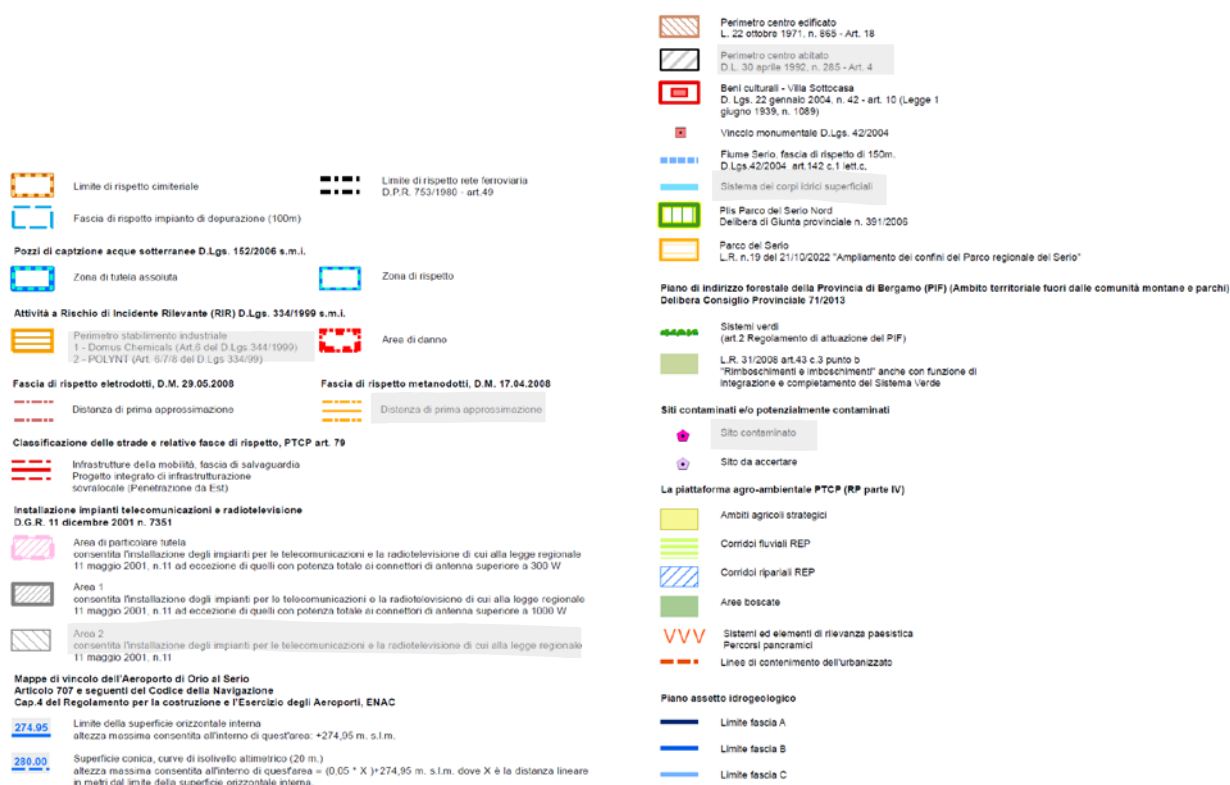 Limite di rispetto cimiteriale
Limite di rispetto rete ferroviaria
D.P.R. 753/1980 - art.49
Fascia di rispetto impianto di depurazione (100m)
Pozzi di captzione acque sotterranee D.Lgs. 152/2006 s.m.i.
Zona di tutela assoluta
Zona di rispetto
Attività a Rischio di Incidente Rilevante (RIR) D.Lgs. 334/1999 s.m.i.
Perimetro stabilimento industriale
1 - Domus Chemicals (Art.6 del D.Lgs.344/1999)
2 - POLYNT (Art. 6/7/8 del D.Lgs 334/99)
Area di danno
Fascia di rispetto eletrodotti, D.M. 29.05.2008
Fascia di rispetto metanodotti, D.M. 17.04.2008
Distanza di prima approssimazione
Distanza di prima approssimazione
Classificazione delle strade e relative fasce di rispetto, PTCP art. 79
Infrastrutture della mobilità, fascia di salvaguardia
Progetto integrato di infrastrutturazione
sovralocale (Penetrazione da Est)
Installazione impianti telecomunicazioni e radiotelevisione
D.G.R. 11 dicembre 2001 n. 7351
Area di particolare tutela
consentita l'installazione degli impianti per le telecomunicazioni e la radiotelevisione di cui alla legge regionale
11 maggio 2001, n.11 ad eccezione di quelli con potenza totale ai connettori di antenna superiore a 300 W
Area 1
consentita l'installazione degli impianti per le telecomunicazioni e la radiotelevisione di cui alla legge regionale
11 maggio 2001, n.11 ad eccezione di quelli con potenza totale ai connettori di antenna superiore a 1000 W
Area 2
consentita l'installazione degli impianti per le telecomunicazioni e la radiotelevisione di cui alla legge regionale
11 maggio 2001, n.11
Mappe di vincolo dell'Aeroporto di Orio al Serio
Articolo 707 e seguenti del Codice della Navigazione
Cap.4 del Regolamento per la costruzione e l'Esercizio degli Aeroporti, ENAC
274.95
Limite della superficie orizzontale interna
altezza massima consentita all'interno di quest'area: +274,95 m. s.l.m.
280.00
Superficie conica, curve di isolivello altimetrico (20 m.)
altezza massima consentita all'interno di quest'area = (0,05 * X )+274,95 m. s.l.m. dove X è la distanza lineare
in metri dal limite della superficie orizzontale interna.
Perimetro centro edificato
L. 22 ottobre 1971, n. 865 - Art. 18
Perimetro centro abitato
D.L. 30 aprile 1992, n. 285 - Art. 4
Beni culturali - Villa Sottocasa
D. Lgs. 22 gennaio 2004, n. 42 - art. 10 (Legge 1
giugno 1939, n. 1089)
Vincolo monumentale D.Lgs. 42/2004
Fiume Serio, fascia di rispetto di 150m.
D.Lgs.42/2004 art.142 c.1 lett.c.
Sistema dei corpi idrici superficiali
Plis Parco del Serio Nord
Delibera di Giunta provinciale n. 391/2006
Parco del Serio
L.R. n.19 del 21/10/2022 "Ampliamento dei confini del Parco regionale del Serio"
Piano di indirizzo forestale della Provincia di Bergamo (PIF) (Ambito territoriale fuori dalle comunità montane e parchi)
Delibera Consiglio Provinciale 71/2013
Sistemi verdi
(art.2 Regolamento di attuazione del PIF)
L.R. 31/2008 art.43 c.3 punto b
"Rimboschimenti e imboschimenti" anche con funzione di
integrazione e completamento del Sistema Verde
Siti contaminati e/o potenzialmente contaminati
Sito contaminato
Sito da accertare
La piattaforma agro-ambientale PTCP (RP parte IV)
Ambiti agricoli strategici
Corridoi fluviali REP
Corridoi ripariali REP
Aree boscate
Sistemi ed elementi di rilevanza paesistica
Percorsi panoramici
Linee di contenimento dell'urbanizzato
Piano assetto idrogeologico
Limite fascia A
Limite fascia B
Limite fascia C